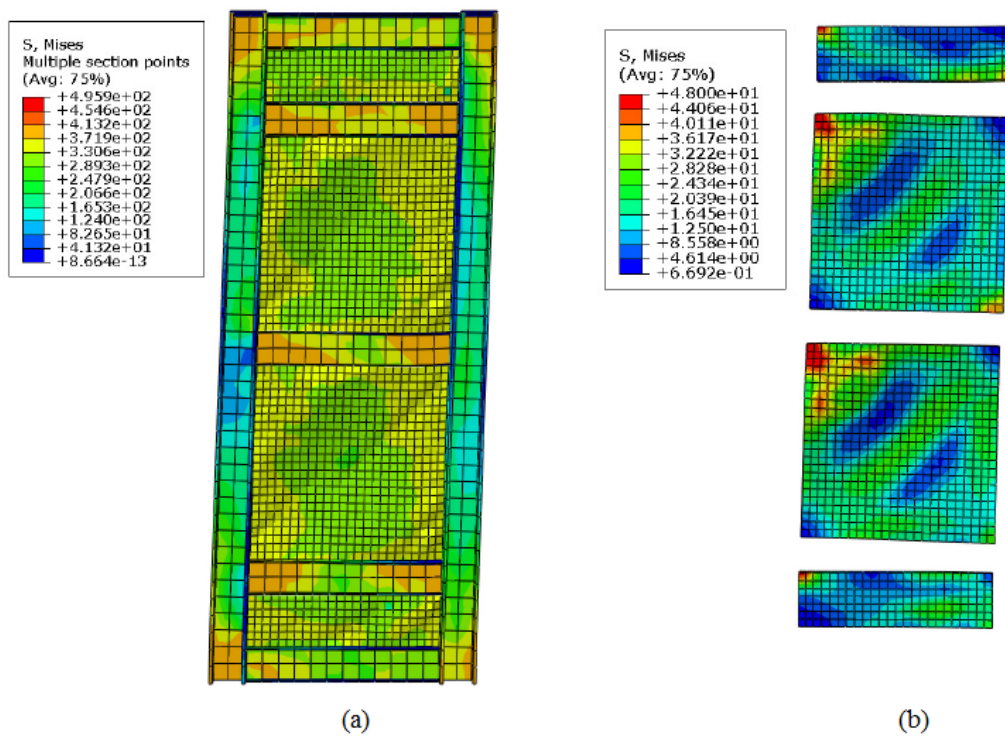 S, Mises
Multiple section points
(Avg: 75%)
+4.959e+02
+4.546e+02
+4.132e+02
+3.719e+02
+3.306e+02
+2.893e+02
+2.479e+02
+2.066e+02
+1.653e+02
+1.240e+02
+8.265e+01
+4.132e+01
+8.664e-13
S, Mises
(Avg: 75%)
+4.800e+01
+4.406e+01
+4.011e+01
+3.617e+01
+3.222e+01
+2.828e+01
+2.434e+01
+2.039e+01
+1.645e+01
+1.250e+01
+8.558e+00
+4.614e+00
+6.692e-01
(a)
(b)